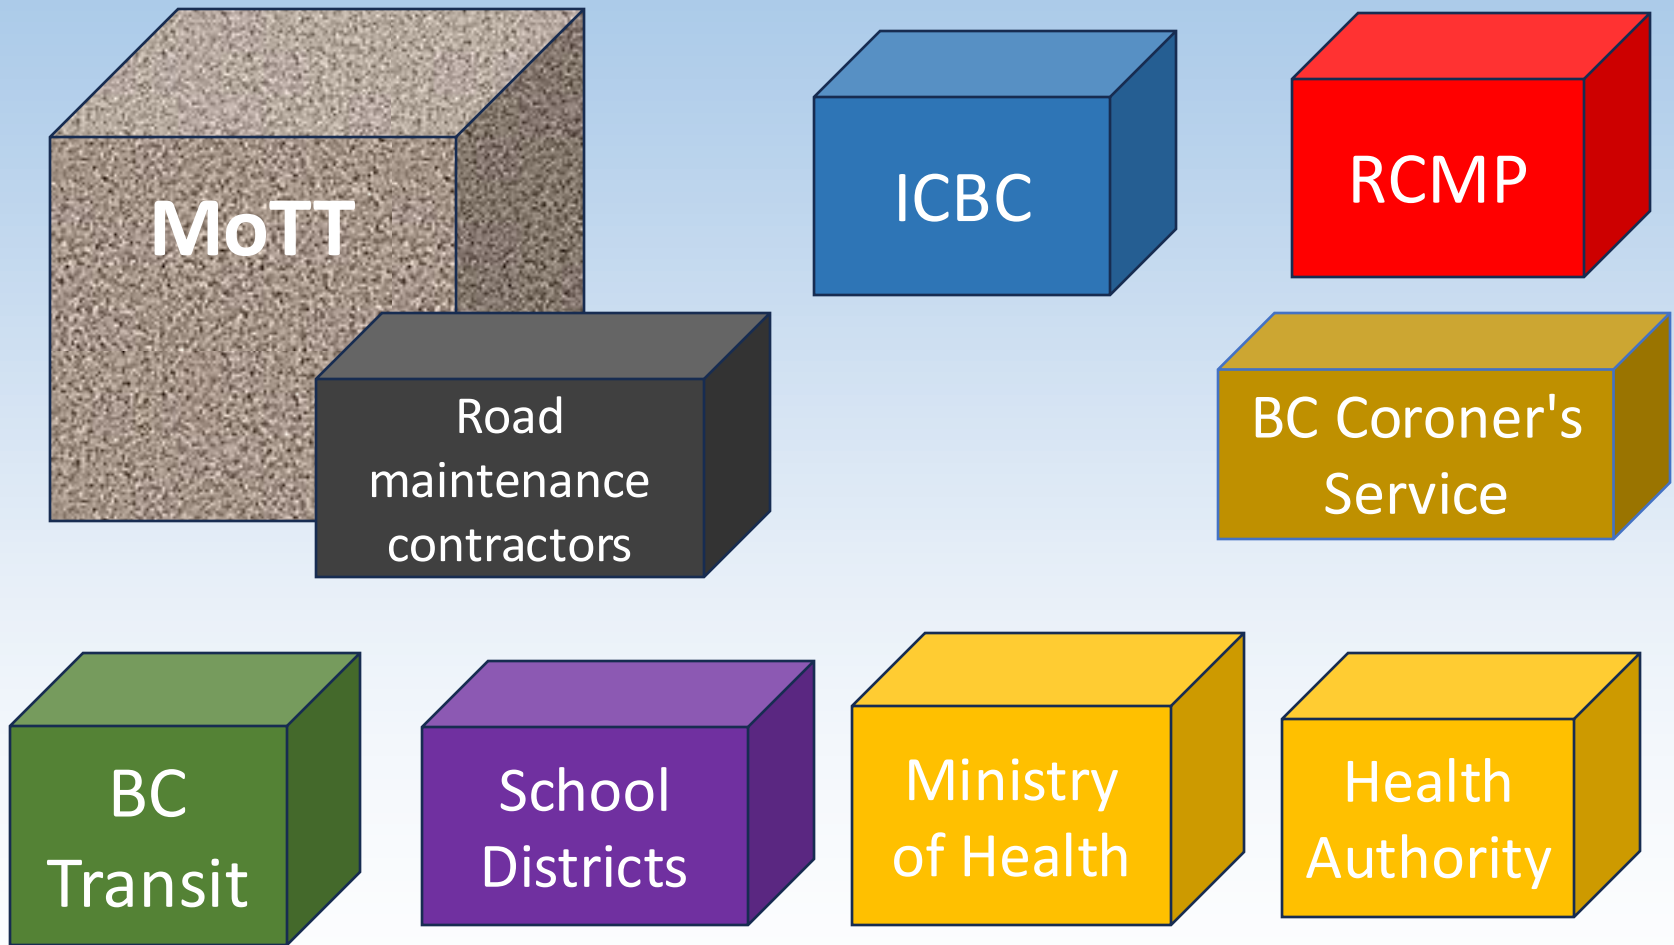 MoTT
ICBC
RCMP
Road
maintenance
contractors
BC Coroner's
Service
BC
Transit
School
Districts
Ministry
of Health
Health
Authority